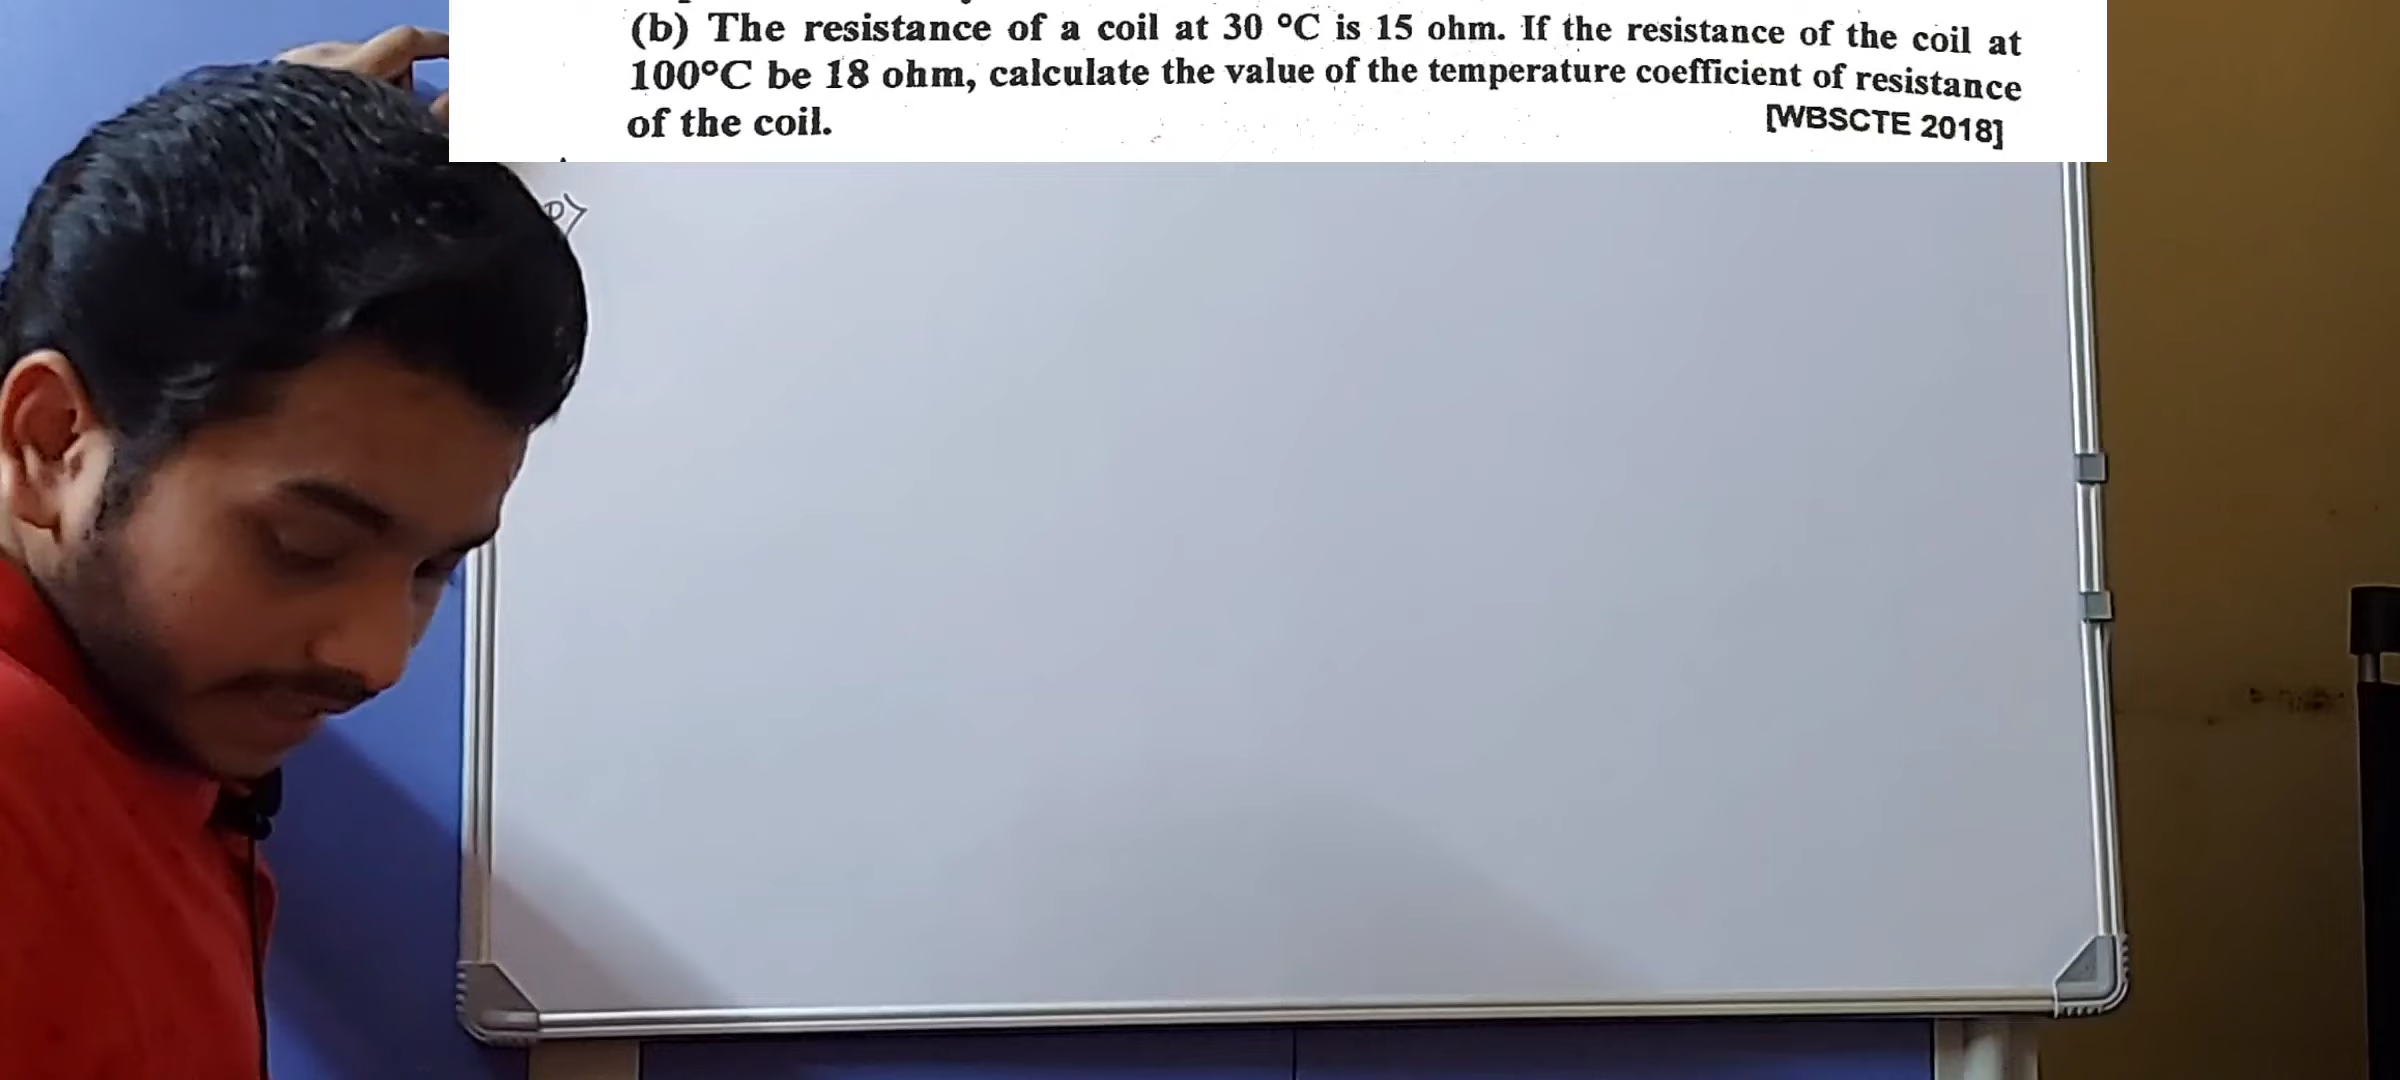 (b) The resistance of a coil at 30 °C is 15 ohm. If the resistance of the coil at
100°C be 18 ohm, calculate the value of the temperature coefficient of resistance
of the coil.
[WBSCTE 2018]